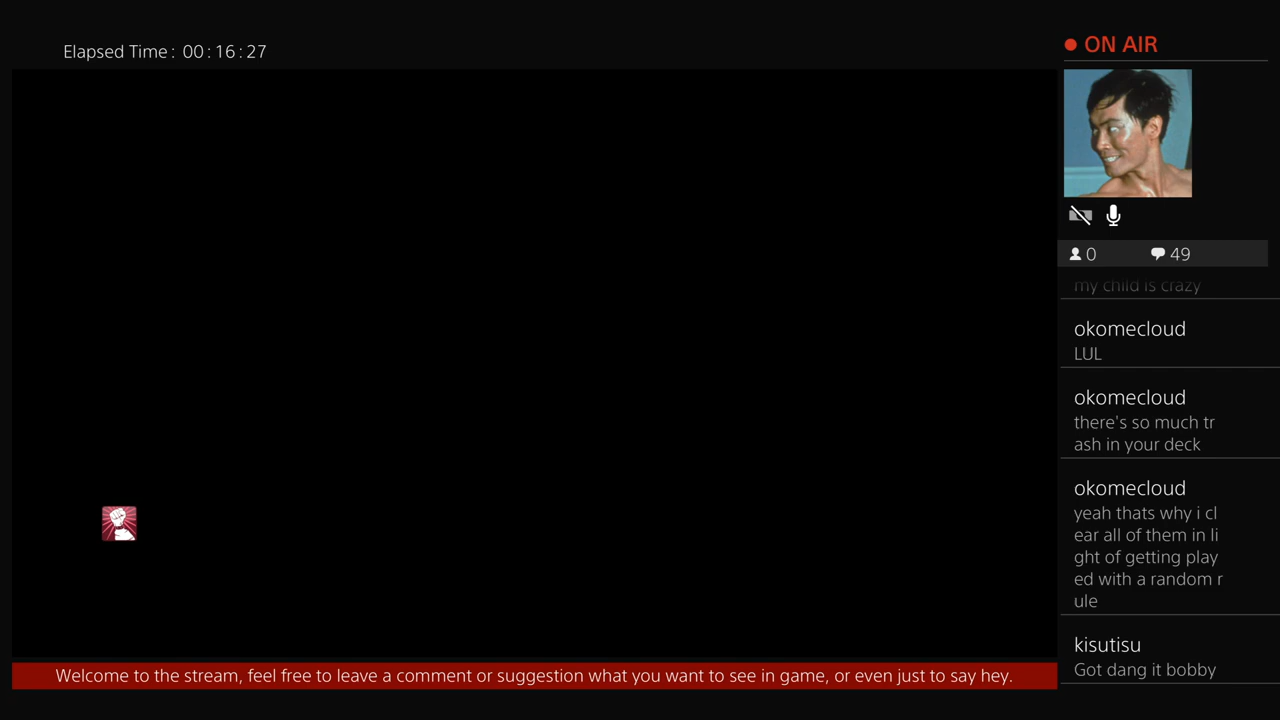 Elapsed Time: 00:16:27
ON AIR
0 49
my child is crazy
okomecloud
LUL
okomecloud
there's so much tr
ash in your deck
okomecloud
yeah thats why i cl
ear all of them in li
ght of getting play
ed with a random r
ule
kisutisu
Got dang it bobby
Welcome to the stream, feel free to leave a comment or suggestion what you want to see in game, or even just to say hey.